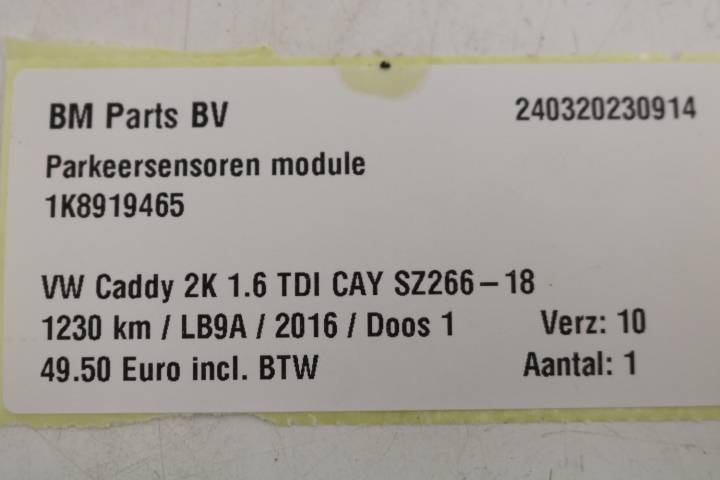 BM Parts BV 240320230914
Parkeersensoren module
1K8919465
VW Caddy 2K 1.6 TDI CAY SZ266-18
1230 km / LB9A / 2016 / Doos 1 Verz: 10
49.50 Euro incl. BTW Aantal: 1